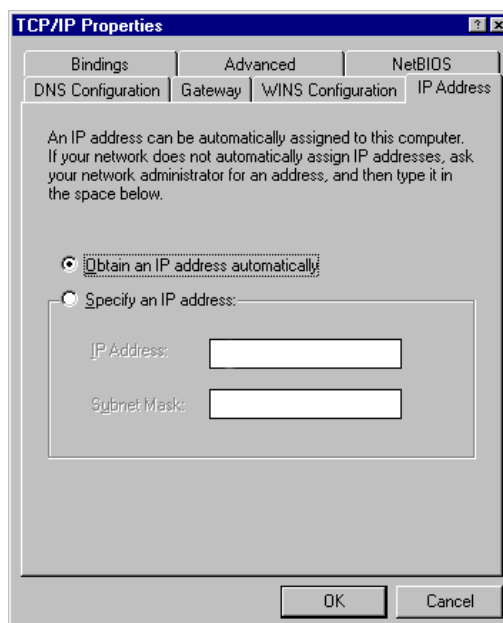 TCP/IP Properties
Bindings Advanced NetBIOS
DNS Configuration Gateway WINS Configuration IP Address
An IP address can be automatically assigned to this computer.
If your network does not automatically assign IP addresses, ask
your network administrator for an address, and then type it in
the space below.
Obtain an IP address automatically
Specify an IP address:
IP Address:
Subnet Mask:
OK Cancel